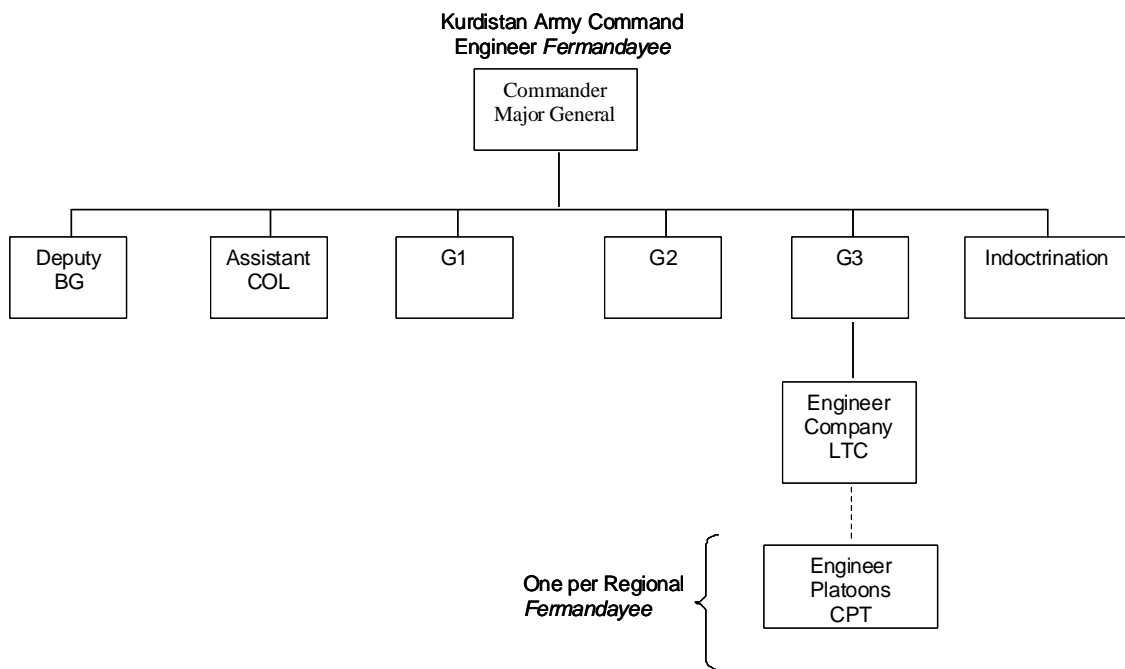 Kurdistan Army Command
Engineer Fermandayee
Commander
Major General
Deputy
BG
Assistant
COL
G1
G2
G3
Indoctrination
Engineer
Company
LTC
One per Regional
Fermandayee
Engineer
Platoons
CPT